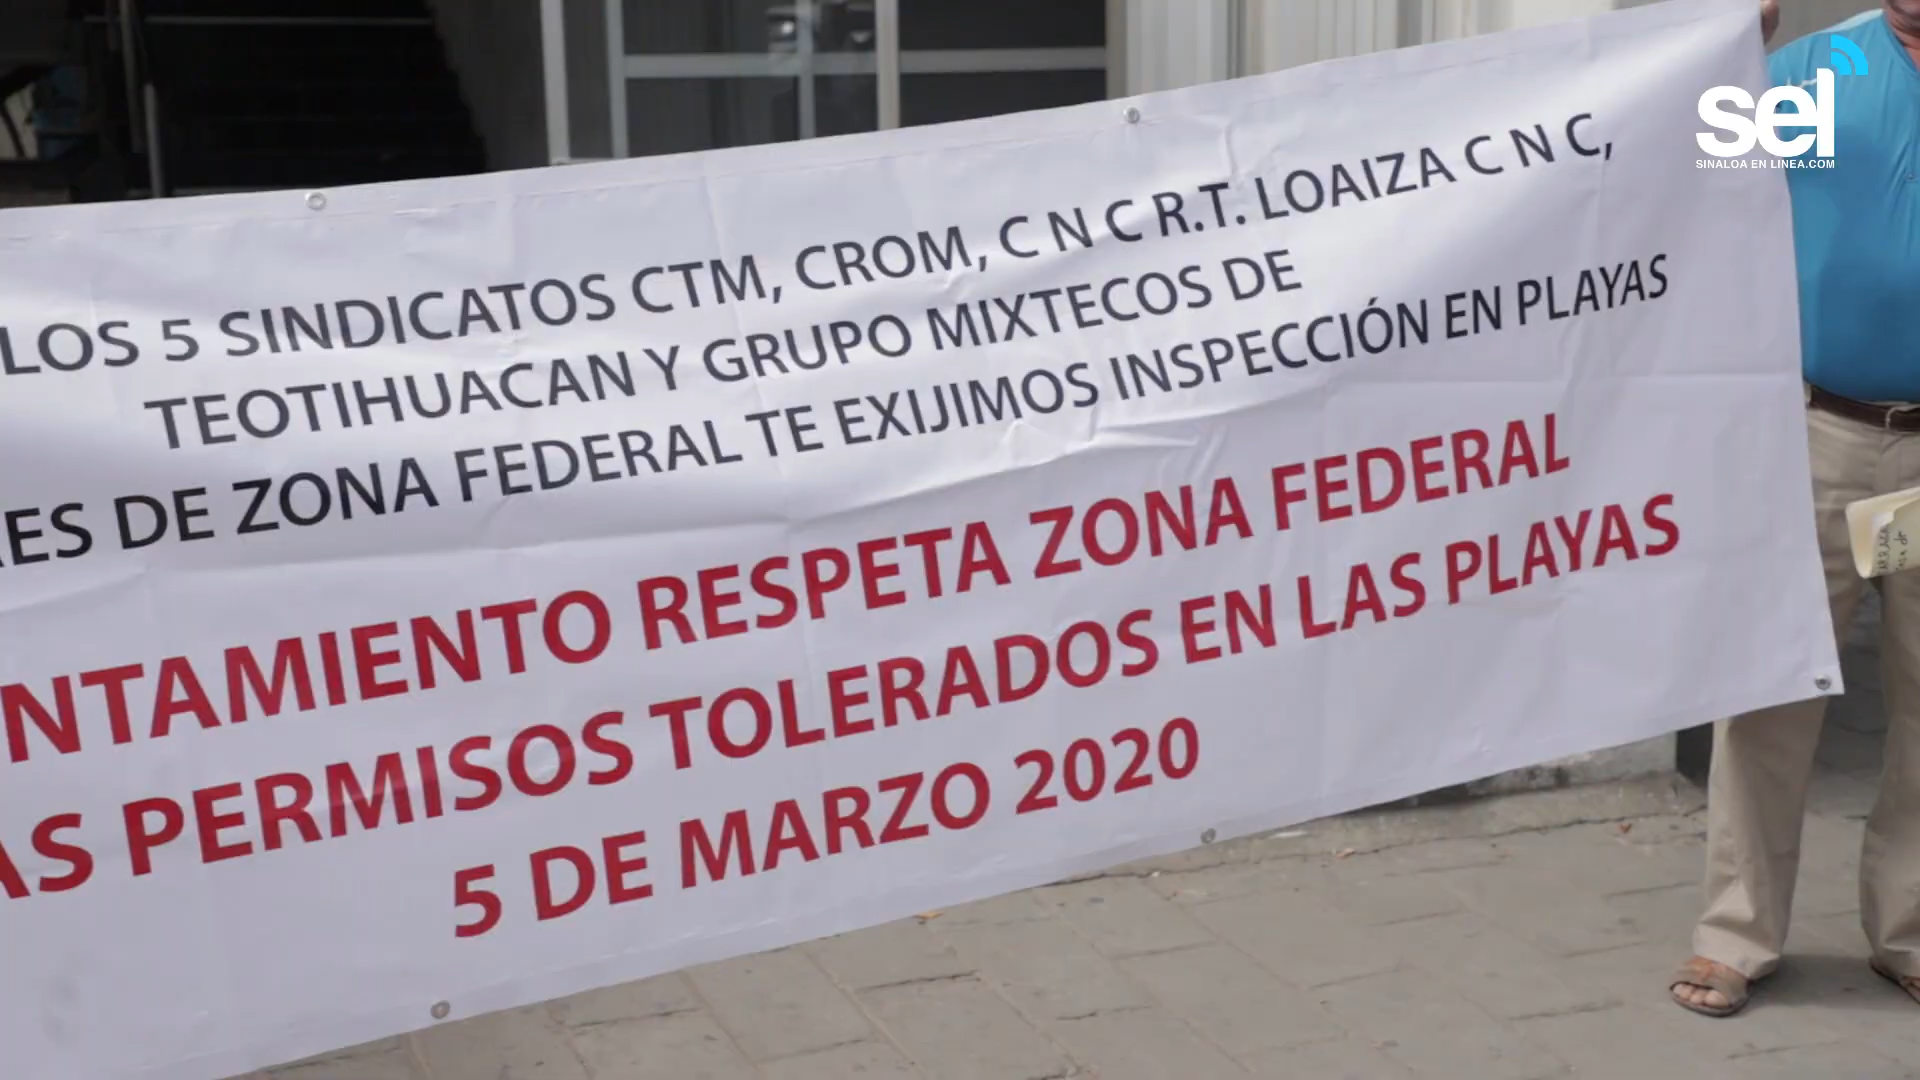 sel
SINALOA EN LINEA.COM
LOS 5 SINDICATOS CTM, CROM, C N C R.T. LOAIZA C N C,
TEOTIHUACAN Y GRUPO MIXTECOS DE
ES DE ZONA FEDERAL TE EXIJIMOS INSPECCIÓN EN PLAYAS
NTAMIENTO RESPETA ZONA FEDERAL
AS PERMISOS TOLERADOS EN LAS PLAYAS
5 DE MARZO 2020